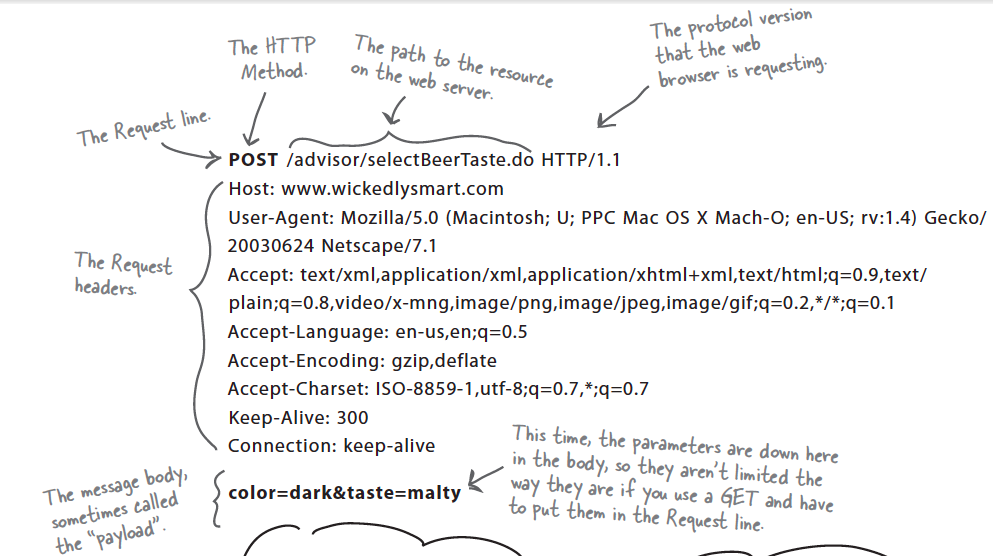 The HTTP
Method.
The path to the resource
on the web server.
The protocol version
that the web
browser is requesting.
The Request line.
POST /advisor/selectBeerTaste.do HTTP/1.1
Host: www.wickedlysmart.com
User-Agent: Mozilla/5.0 (Macintosh; U; PPC Mac OS X Mach-O; en-US; rv:1.4) Gecko/
20030624 Netscape/7.1
Accept: text/xml,application/xml,application/xhtml+xml,text/html;q=0.9,text/
plain;q=0.8,video/x-mng,image/png,image/jpeg,image/gif;q=0.2,*/*;q=0.1
Accept-Language: en-us,en;q=0.5
Accept-Encoding: gzip,deflate
Accept-Charset: ISO-8859-1,utf-8;q=0.7,*;q=0.7
Keep-Alive: 300
Connection: keep-alive
The Request
headers.
color=dark&taste=malty
The message body,
sometimes called
the "payload".
This time, the parameters are down here
in the body, so they aren't limited the
way they are if you use a GET and have
to put them in the Request line.